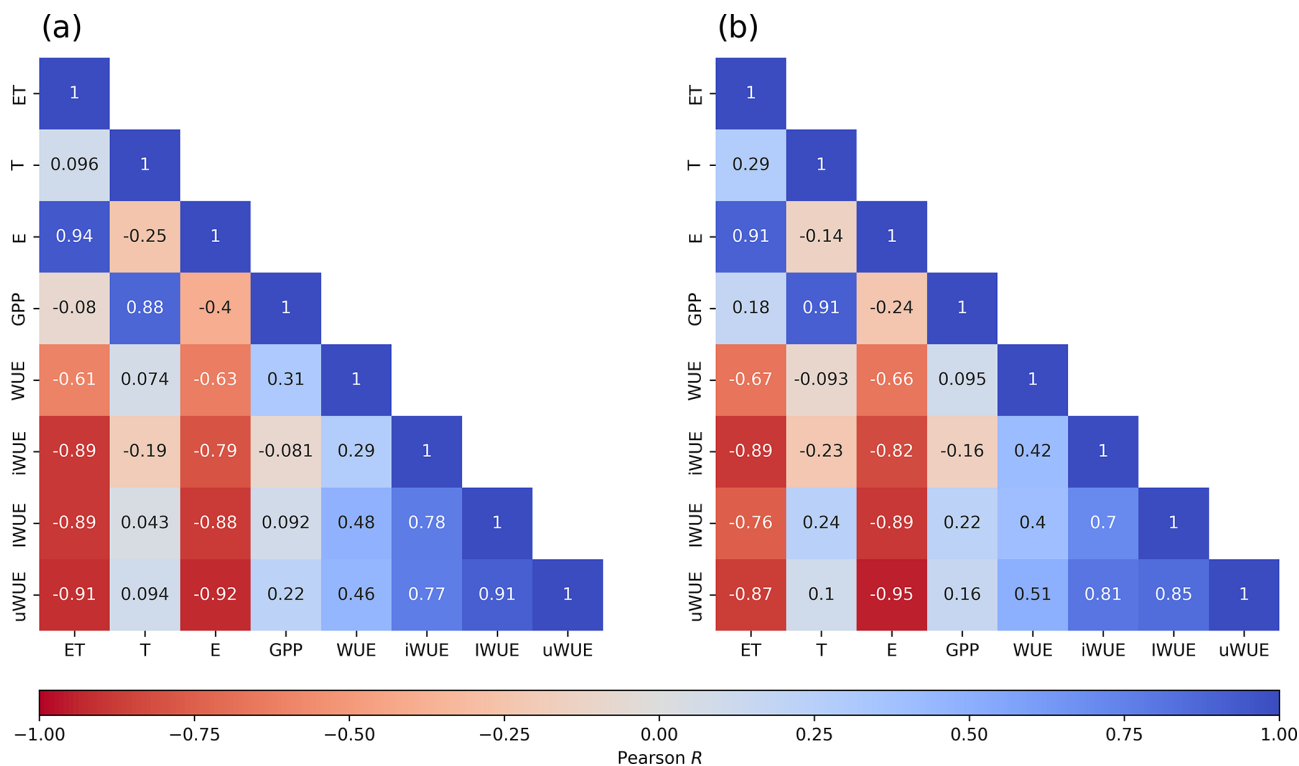 (a)
ET 1
T 0.096 1
E 0.94 -0.25 1
GPP -0.08 0.88 -0.4 1
WUE -0.61 0.074 -0.63 0.31 1
iWUE -0.89 -0.19 -0.79 -0.081 0.29 1
IWUE -0.89 0.043 -0.88 0.092 0.48 0.78 1
uWUE -0.91 0.094 -0.92 0.22 0.46 0.77 0.91 1
ET T E GPP WUE iWUE IWUE uWUE
(b)
ET 1
T 0.29 1
E 0.91 -0.14 1
GPP 0.18 0.91 -0.24 1
WUE -0.67 -0.093 -0.66 0.095 1
iWUE -0.89 -0.23 -0.82 -0.16 0.42 1
IWUE -0.76 0.24 -0.89 0.22 0.4 0.7 1
uWUE -0.87 0.1 -0.95 0.16 0.51 0.81 0.85 1
ET T E GPP WUE iWUE IWUE uWUE
−1.00 −0.75 −0.50 −0.25 0.00 0.25 0.50 0.75 1.00
Pearson R